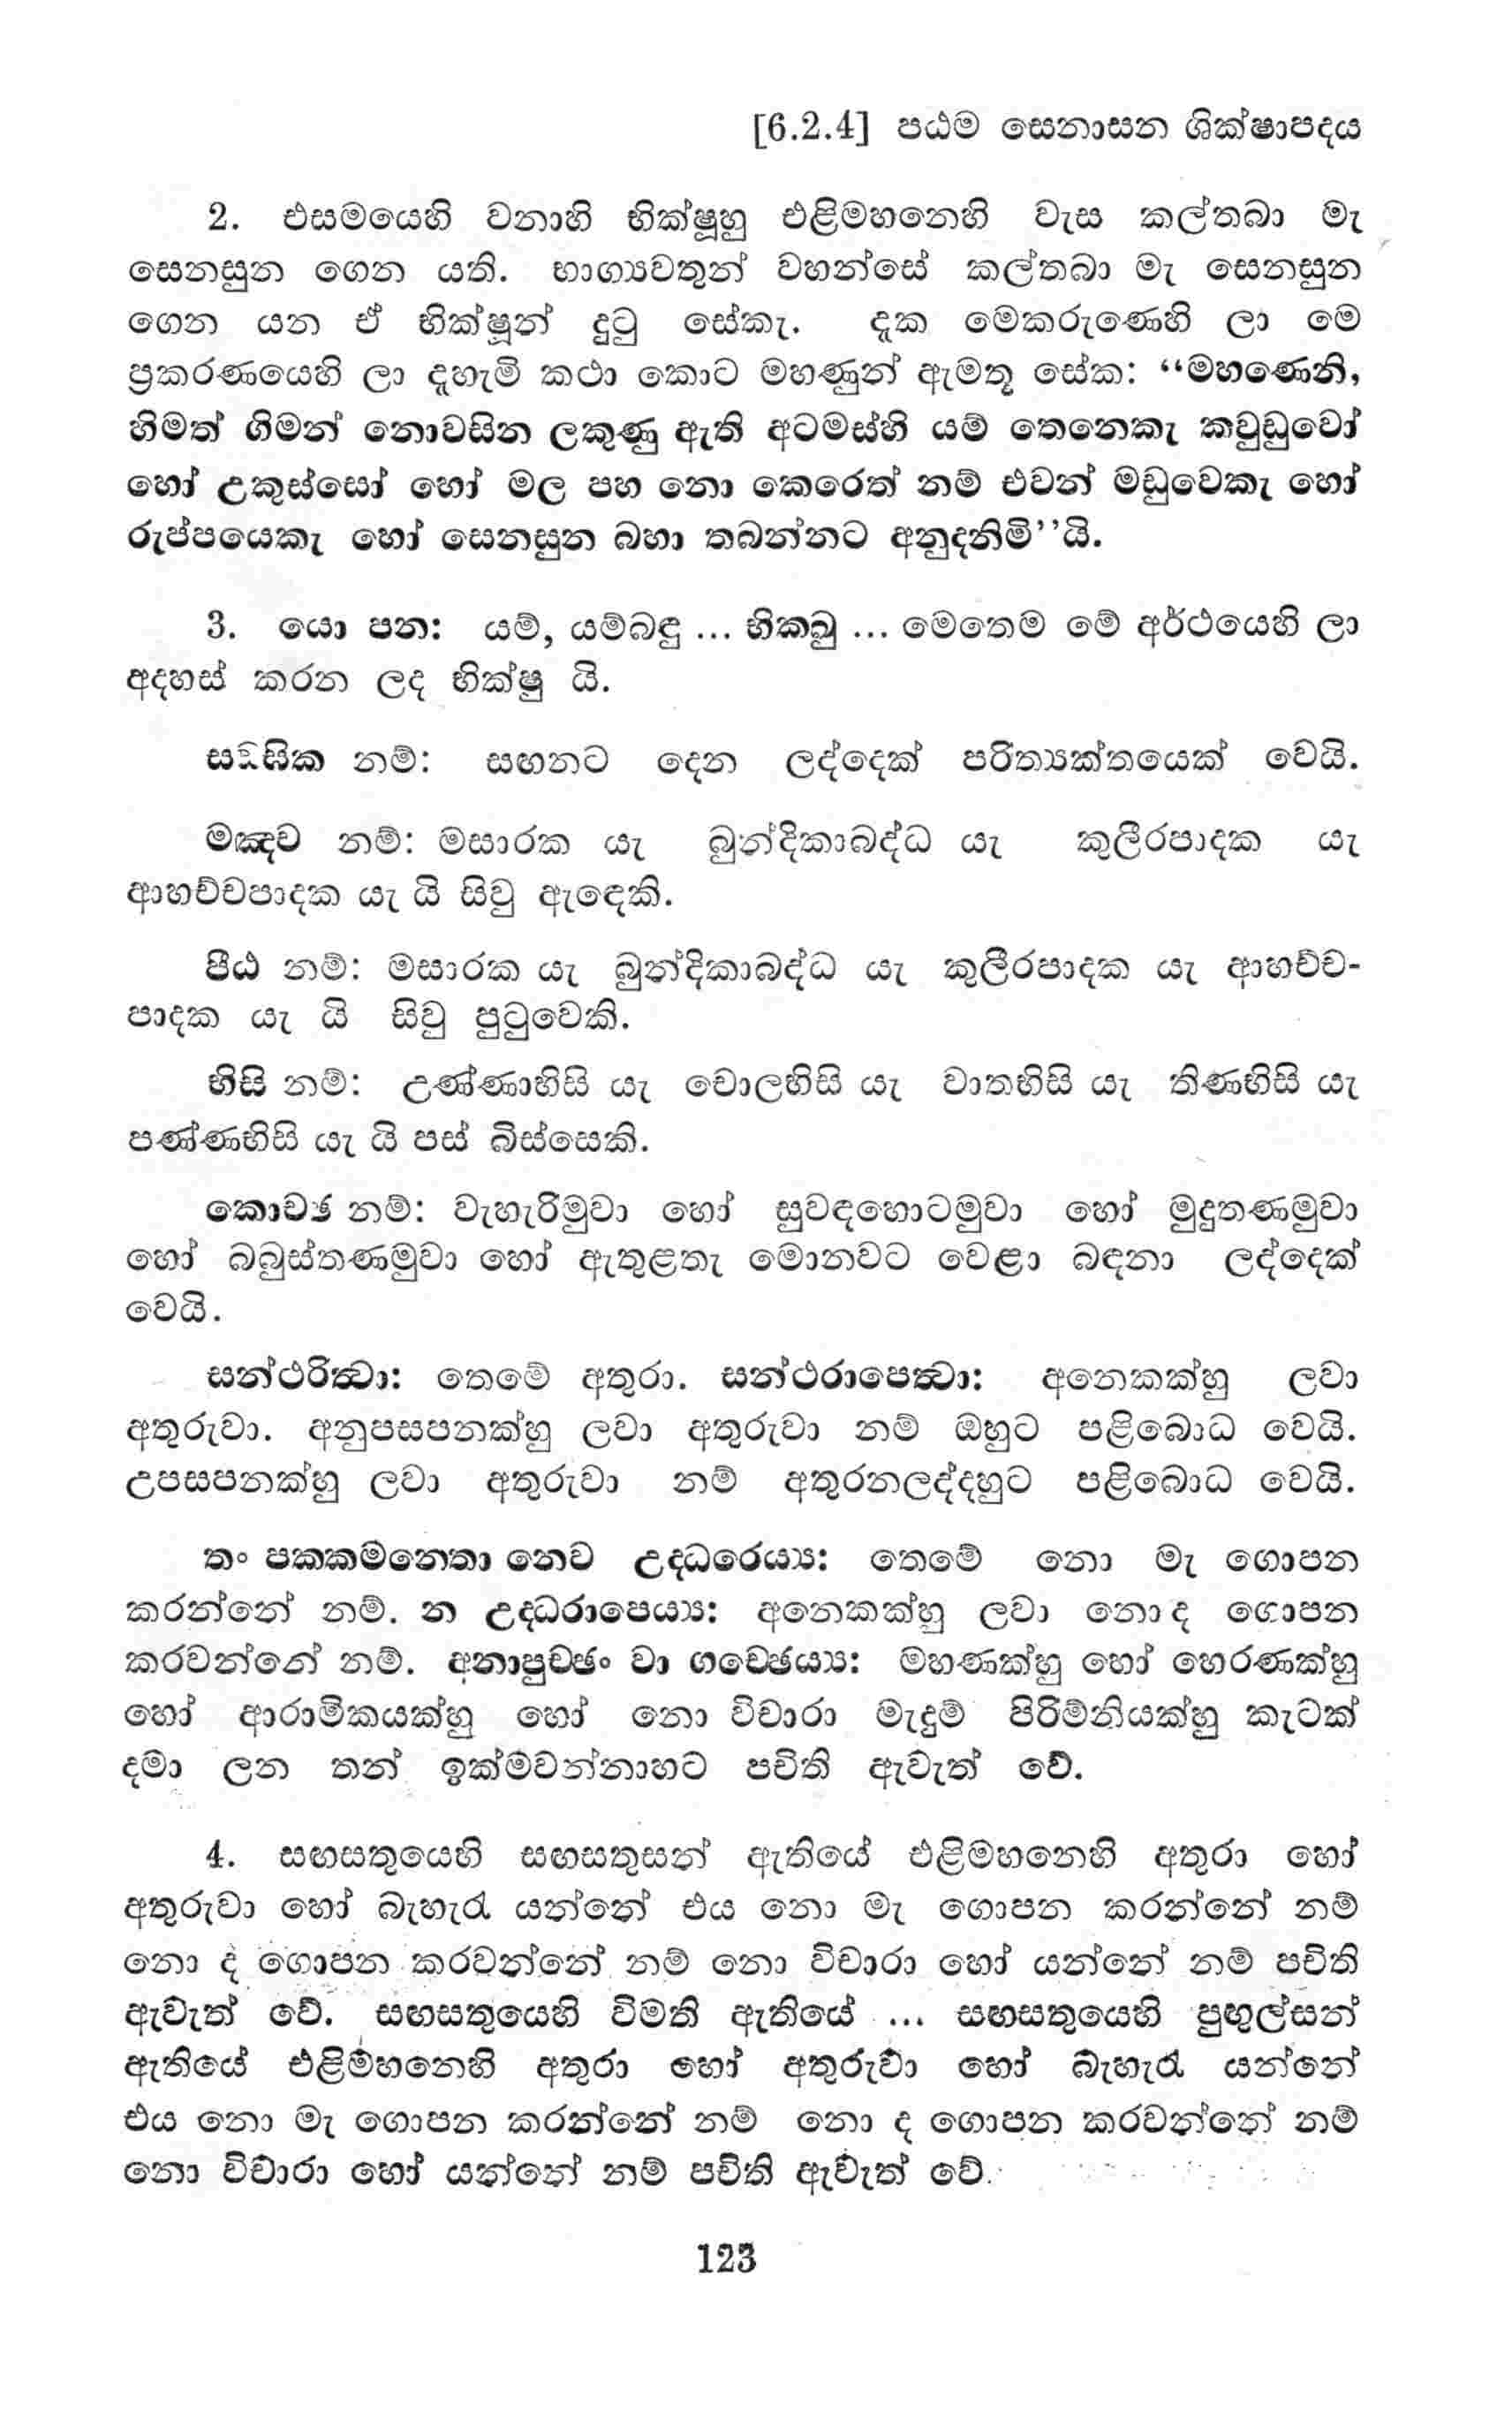 [6.2.4] පඨම සෙනාසන ශික්ෂාපදය
2. එසමයෙහි වනාහි භික්ෂූහු එළිමහනෙහි වැස කල්තබා මැ
සෙනසුන ගෙන යති. භාග්‍යවතුන් වහන්සේ කල්තබා මැ සෙනසුන
ගෙන යන ඒ භික්ෂූන් දුටු සේකැ. දැක මෙකරුණෙහි ලා මෙ
ප්‍රකරණයෙහි ලා දැහැමි කථා කොට මහණුන් ඇමතූ සේක: “මහණෙනි,
හිමත් ගිමන් නොවසින ලකුණු ඇති අටමස්හි යම් තෙනෙකැ කවුඩුවෝ
හෝ උකුස්සෝ හෝ මල පහ නො කෙරෙත් නම් එවන් මඩුවෙකැ හෝ
රුප්පයෙකැ හෝ සෙනසුන බහා තබන්නට අනුදනිමි’’යි.
3. යො පන: යම්, යම්බඳු ... භික්‍ඛු ... මෙතෙම මේ අර්ථයෙහි ලා
අදහස් කරන ලද භික්ෂු යි.
සඞ්ඝික නම්: සඟනට දෙන ලද්දෙක් පරිත්‍යක්තයෙක් වෙයි.
මඤ්ච නම්: මසාරක යැ බුන්දිකාබද්ධ යැ කුලීරපාදක යැ
ආහච්චපාදක යැ යි සිවු ඇඳෙකි.
පීඨ නම්: මසාරක යැ බුන්දිකාබද්ධ යැ කුලීරපාදක යැ ආහච්ච-
පාදක යැ යි සිවු පුටුවෙකි.
භිසි නම්: උණ්ණාභිසි යැ චොලභිසි යැ වාතභිසි යැ තිණභිසි යැ
පණ්ණභිසි යැ යි පස් බිස්සෙකි.
කොච්ඡ නම්: වැහැරිමුවා හෝ සුවඳහොටමුවා හෝ මුදුතණමුවා
හෝ බබුස්තණමුවා හෝ ඇතුළතැ මොනවට වෙළා බඳනා ලද්දෙක්
වෙයි.
සන්ථරිත්‍වා: තෙමේ අතුරා. සන්ථරාපෙත්‍වා: අනෙකක්හු ලවා
අතුරුවා. අනුපසපනක්හු ලවා අතුරුවා නම් ඔහුට පළිබොධ වෙයි.
උපසපනක්හු ලවා අතුරුවා නම් අතුරනලද්දහුට පළිබොධ වෙයි.
තං පක්‍කමන්‍තො නෙව උද්‍ධරෙය්‍ය: තෙමේ නො මැ ගොපන
කරන්නේ නම්. න උද්‍ධරාපෙය්‍ය: අනෙකක්හු ලවා නොද ගොපන
කරවන්නේ නම්. අනාපුච්ඡං වා ගච්ඡෙය්‍ය: මහණක්හු හෝ හෙරණක්හු
හෝ ආරාමිකයක්හු හෝ නො විචාරා මැදුම් පිරිම්නියක්හු කැටක්
දමා ලන තන් ඉක්මවන්නාහට පචිති ඇවැත් වේ.
4. සඟසතුයෙහි සඟසතුසන් ඇතියේ එළිමහනෙහි අතුරා හෝ
අතුරුවා හෝ බැහැරැ යන්නේ එය නො මැ ගොපන කරන්නේ නම්
නො ද ගොපන කරවන්නේ නම් නො විචාරා හෝ යන්නේ නම් පචිති
ඇවැත් වේ. සඟසතුයෙහි විමති ඇතියේ ... සඟසතුයෙහි පුඟුල්සන්
ඇතියේ එළිමහනෙහි අතුරා හෝ අතුරුවා හෝ බැහැරැ යන්නේ
එය නො මැ ගොපන කරන්නේ නම් නො ද ගොපන කරවන්නේ නම්
නො විචාරා හෝ යන්නේ නම් පචිති ඇවැත් වේ.
123